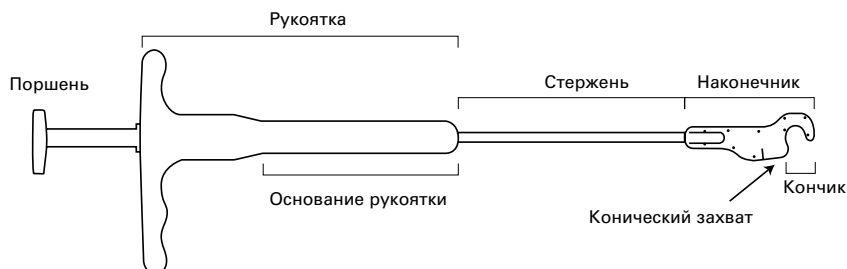 Рукоятка
Поршень
Стержень
Наконечник
Основание рукоятки
Кончик
Конический захват